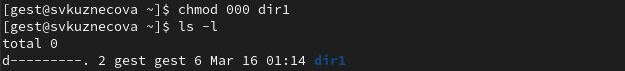 [gest@svkuznecova ~]$ chmod 000 dir1
[gest@svkuznecova ~]$ ls -l
total 0
d---------. 2 gest gest 6 Mar 16 01:14 dir1